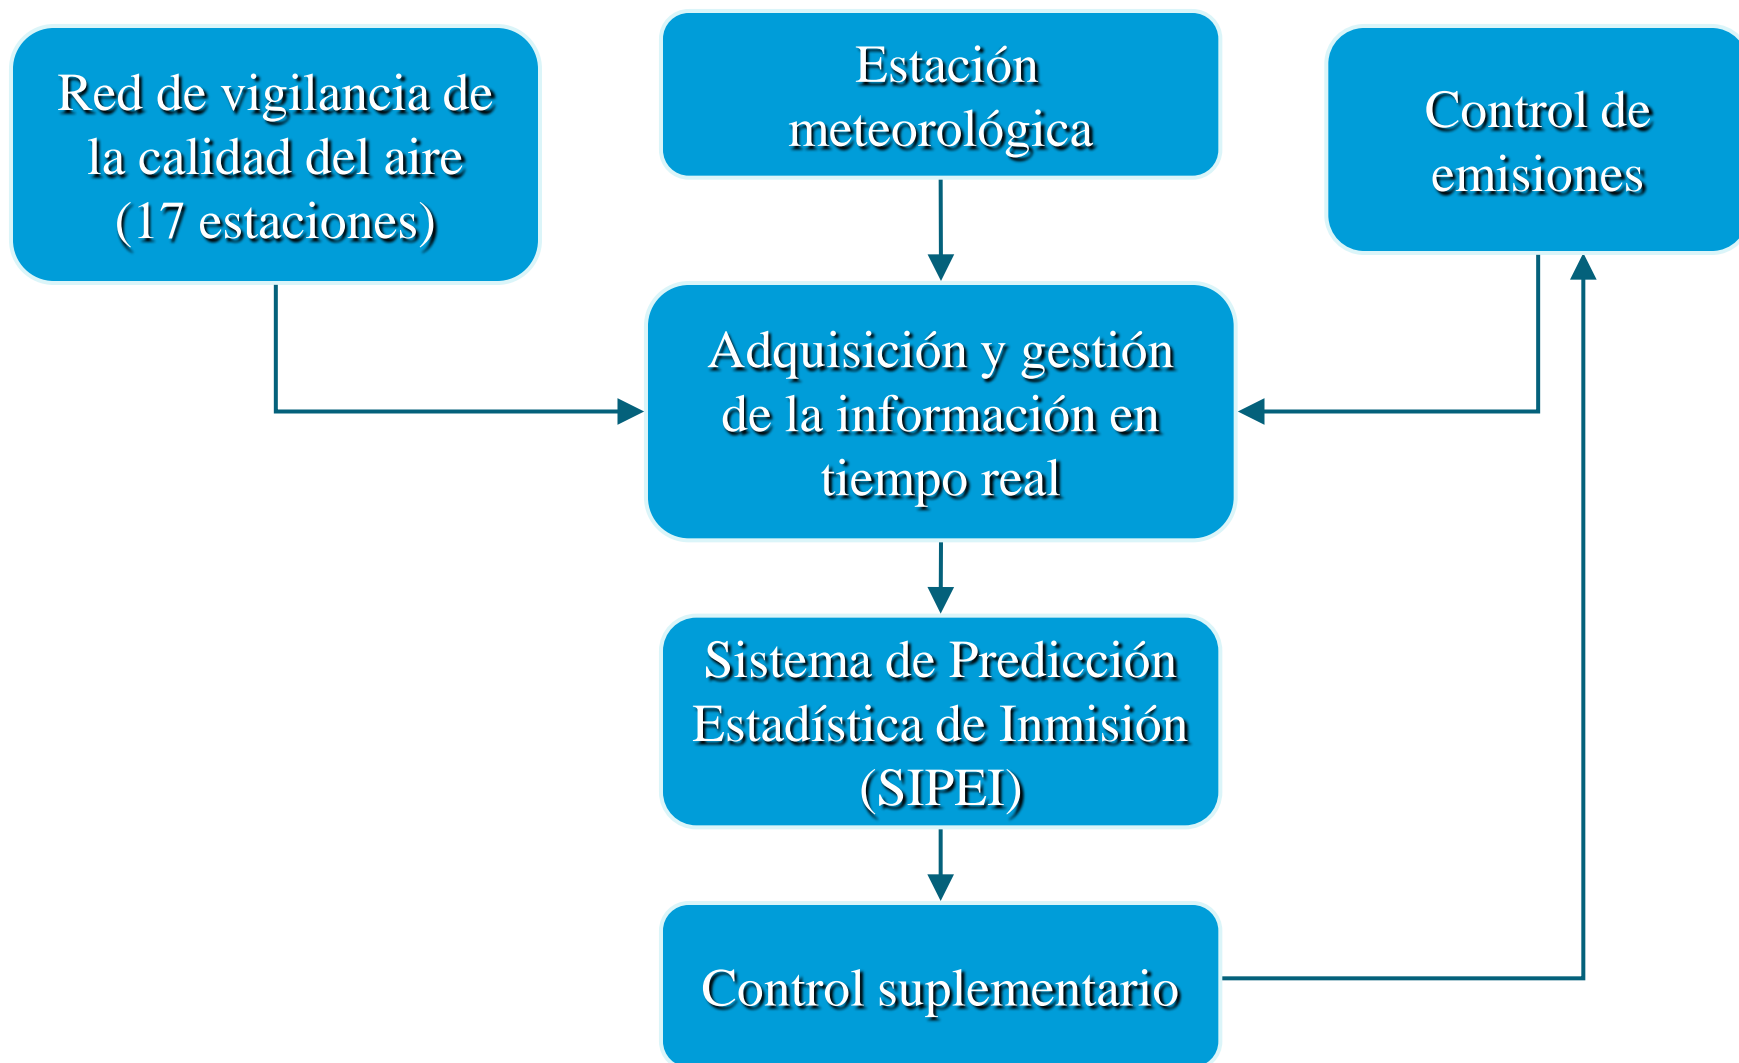 Red de vigilancia de
la calidad del aire
(17 estaciones)
Estación
meteorológica
Control de
emisiones
Adquisición y gestión
de la información en
tiempo real
Sistema de Predicción
Estadística de Inmisión
(SIPEI)
Control suplementario